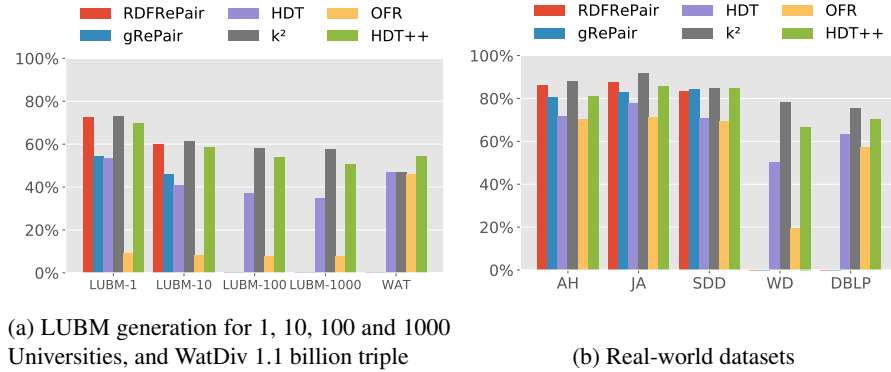 RDFRePair HDT OFR
gRePair k² HDT++
100%
80%
60%
40%
20%
0%
LUBM-1 LUBM-10 LUBM-100 LUBM-1000 WAT
(a) LUBM generation for 1, 10, 100 and 1000
Universities, and WatDiv 1.1 billion triple
RDFRePair HDT OFR
gRePair k² HDT++
100%
80%
60%
40%
20%
0%
AH JA SDD WD DBLP
(b) Real-world datasets